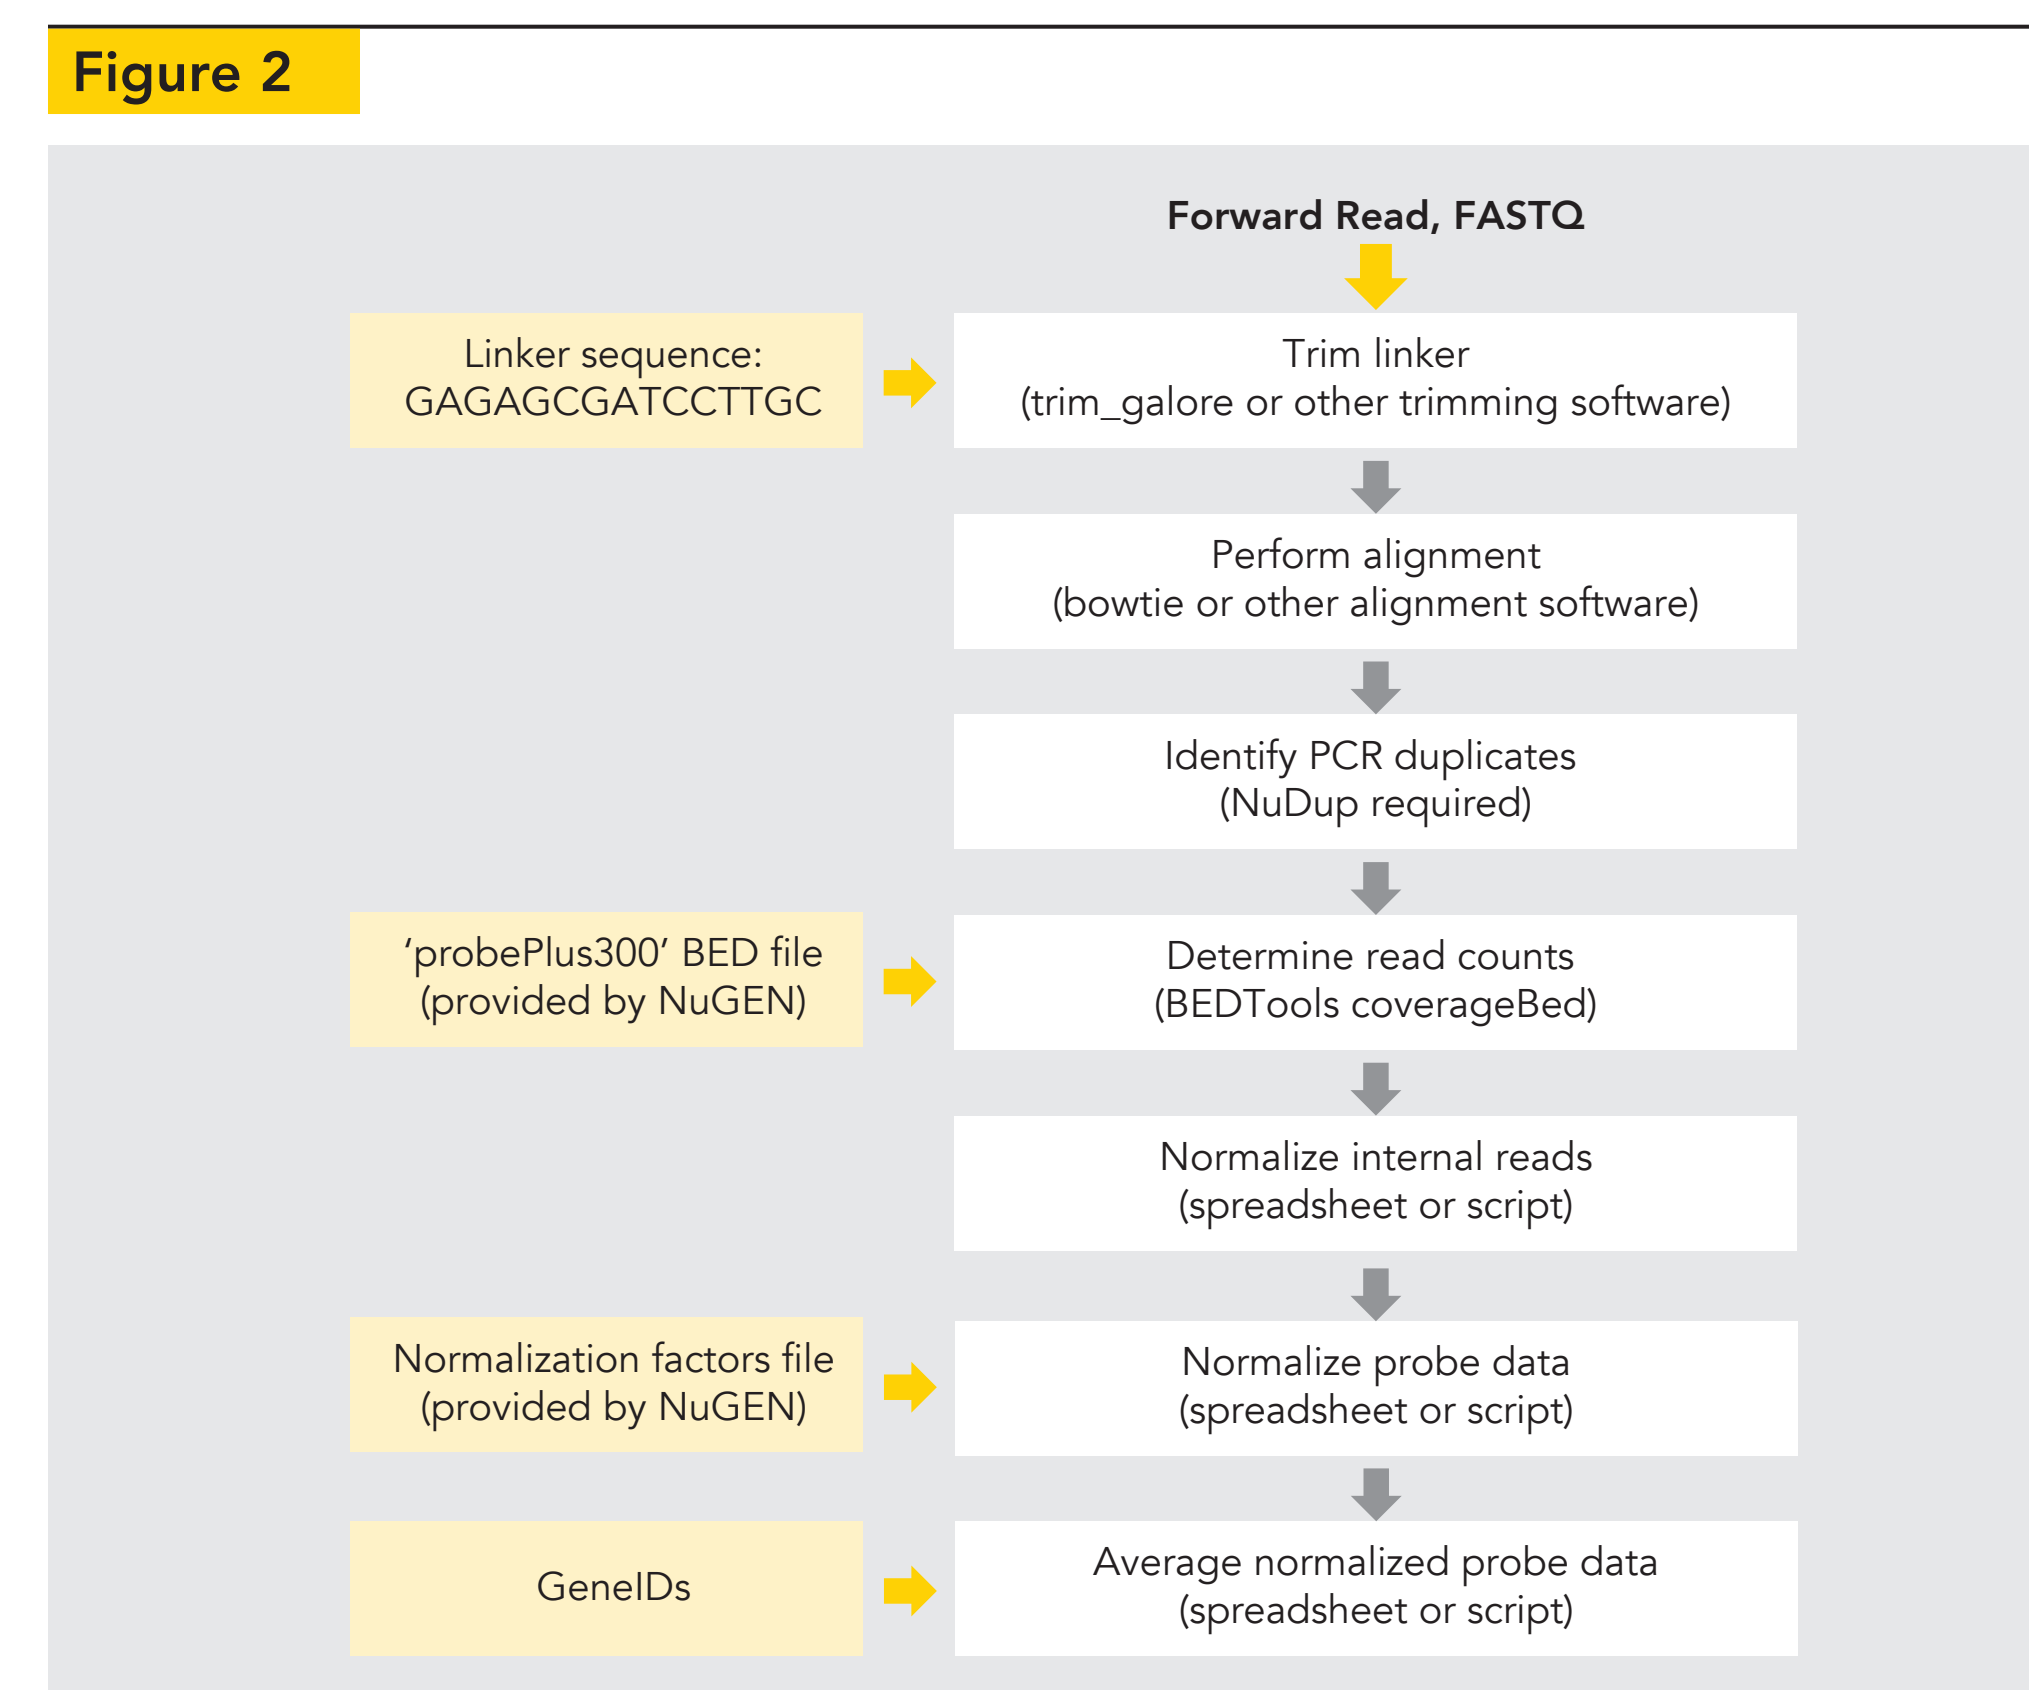 Figure 2
Forward Read, FASTQ
Linker sequence:
GAGAGCGATCCTTGC
Trim linker
(trim_galore or other trimming software)
Perform alignment
(bowtie or other alignment software)
Identify PCR duplicates
(NuDup required)
‘probePlus300’ BED file
(provided by NuGEN)
Determine read counts
(BEDTools coverageBed)
Normalize internal reads
(spreadsheet or script)
Normalization factors file
(provided by NuGEN)
Normalize probe data
(spreadsheet or script)
GeneIDs
Average normalized probe data
(spreadsheet or script)